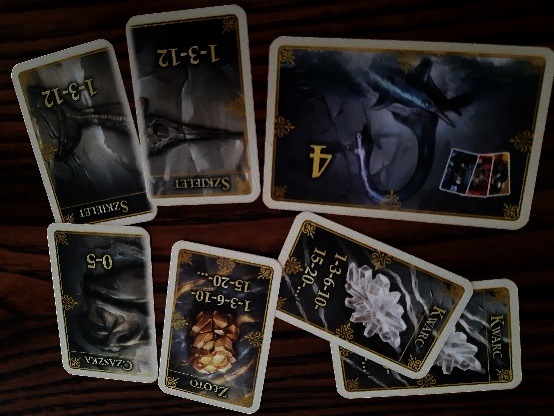 1-3-12
SZKIELET
1-3-12
SZKIELET
4
0-5
CZASZKA
1-3-6-10-
15-20-...
ZŁOTO
1-3-6-10-
15-20-...
KWARC
KWARC